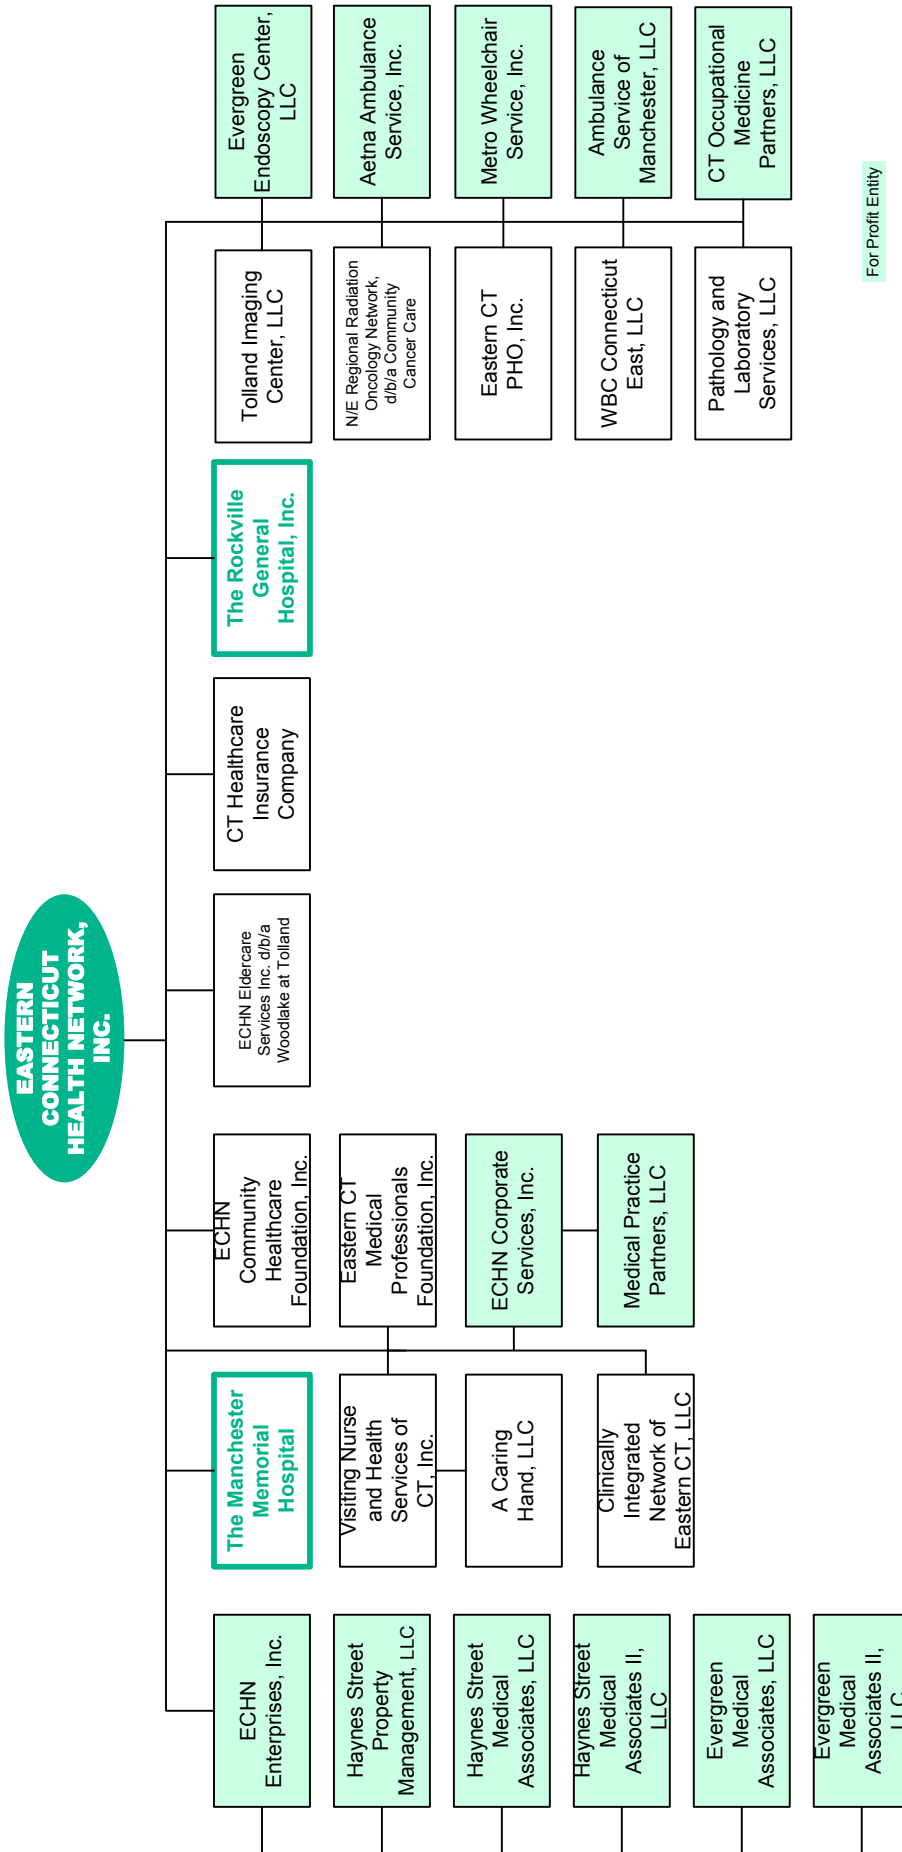 EASTERN
CONNECTICUT
HEALTH NETWORK,
INC.
ECHN
Enterprises, Inc.
Haynes Street
Property
Management, LLC
Haynes Street
Medical
Associates, LLC
Haynes Street
Medical
Associates II,
LLC
Evergreen
Medical
Associates, LLC
Evergreen
Medical
Associates II,
LLC
The Manchester
Memorial
Hospital
Visiting Nurse
and Health
Services of
CT, Inc.
A Caring
Hand, LLC
Clinically
Integrated
Network of
Eastern CT, LLC
ECHN
Community
Healthcare
Foundation, Inc.
Eastern CT
Medical
Professionals
Foundation, Inc.
ECHN Corporate
Services, Inc.
Medical Practice
Partners, LLC
ECHN Eldercare
Services Inc. d/b/a
Woodlake at Tolland
CT Healthcare
Insurance
Company
The Rockville
General
Hospital, Inc.
Tolland Imaging
Center, LLC
N/E Regional Radiation
Oncology Network,
d/b/a Community
Cancer Care
Eastern CT
PHO, Inc.
WBC Connecticut
East, LLC
Pathology and
Laboratory
Services, LLC
Evergreen
Endoscopy Center,
LLC
Aetna Ambulance
Service, Inc.
Metro Wheelchair
Service, Inc.
Ambulance
Service of
Manchester, LLC
CT Occupational
Medicine
Partners, LLC
For Profit Entity